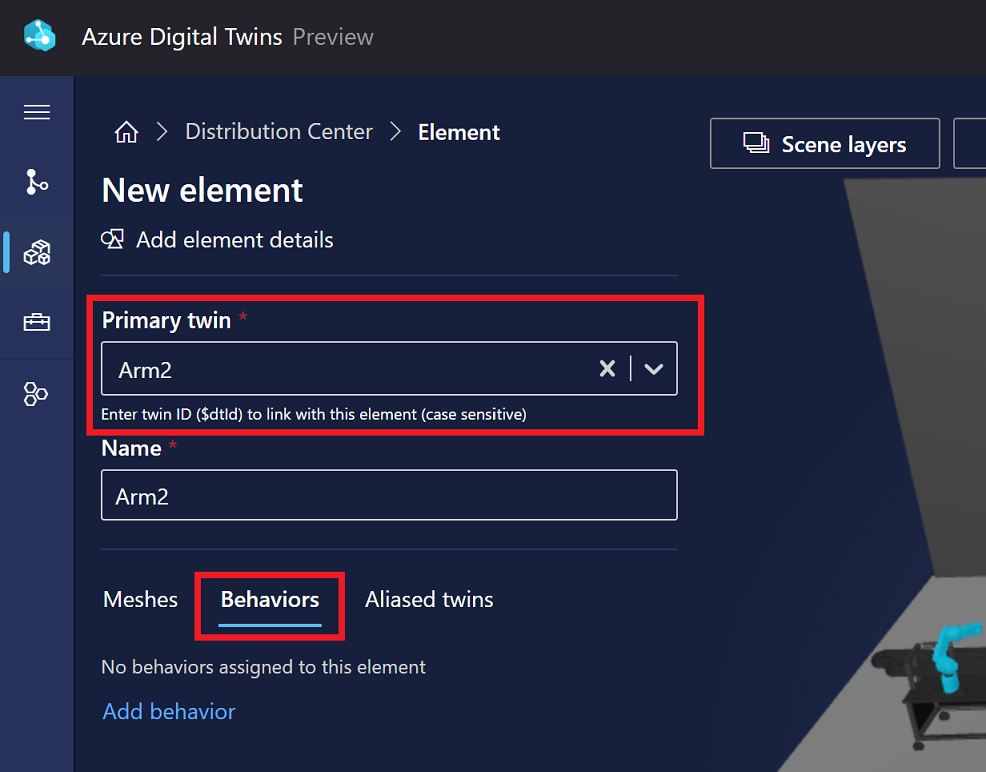 Azure Digital Twins Preview
Distribution Center > Element
Scene layers
New element
Add element details
Primary twin *
Arm2
Enter twin ID ($dtId) to link with this element (case sensitive)
Name *
Arm2
Meshes Behaviors Aliased twins
No behaviors assigned to this element
Add behavior